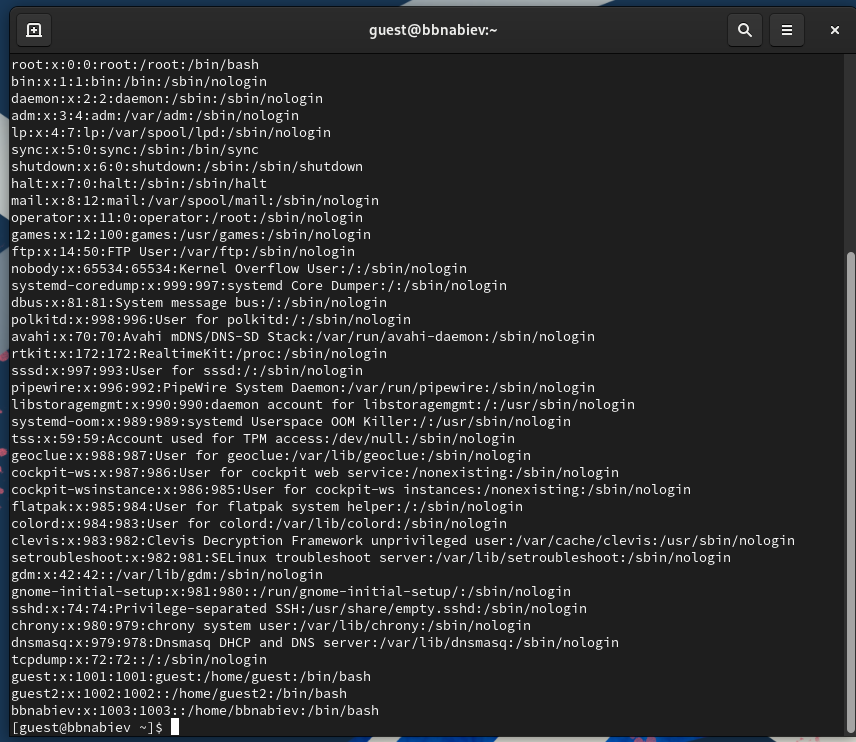 guest@bbnabiev:~
root:x:0:0:root:/root:/bin/bash
bin:x:1:1:bin:/bin:/sbin/nologin
daemon:x:2:2:daemon:/sbin:/sbin/nologin
adm:x:3:4:adm:/var/adm:/sbin/nologin
lp:x:4:7:lp:/var/spool/lpd:/sbin/nologin
sync:x:5:0:sync:/sbin:/bin/sync
shutdown:x:6:0:shutdown:/sbin:/sbin/shutdown
halt:x:7:0:halt:/sbin:/sbin/halt
mail:x:8:12:mail:/var/spool/mail:/sbin/nologin
operator:x:11:0:operator:/root:/sbin/nologin
games:x:12:100:games:/usr/games:/sbin/nologin
ftp:x:14:50:FTP User:/var/ftp:/sbin/nologin
nobody:x:65534:65534:Kernel Overflow User:/:/sbin/nologin
systemd-coredump:x:999:997:systemd Core Dumper:/:/sbin/nologin
dbus:x:81:81:System message bus:/:/sbin/nologin
polkitd:x:998:996:User for polkitd:/:/sbin/nologin
avahi:x:70:70:Avahi mDNS/DNS-SD Stack:/var/run/avahi-daemon:/sbin/nologin
rtkit:x:172:172:RealtimeKit:/proc:/sbin/nologin
sssd:x:997:993:User for sssd:/:/sbin/nologin
pipewire:x:996:992:PipeWire System Daemon:/var/run/pipewire:/sbin/nologin
libstoragemgmt:x:990:990:daemon account for libstoragemgmt:/:/usr/sbin/nologin
systemd-oom:x:989:989:systemd Userspace OOM Killer:/:/usr/sbin/nologin
tss:x:59:59:Account used for TPM access:/dev/null:/sbin/nologin
geoclue:x:988:987:User for geoclue:/var/lib/geoclue:/sbin/nologin
cockpit-ws:x:987:986:User for cockpit web service:/nonexisting:/sbin/nologin
cockpit-wsinstance:x:986:985:User for cockpit-ws instances:/nonexisting:/sbin/nologin
flatpak:x:985:984:User for flatpak system helper:/:/sbin/nologin
colord:x:984:983:User for colord:/var/lib/colord:/sbin/nologin
clevis:x:983:982:Clevis Decryption Framework unprivileged user:/var/cache/clevis:/usr/sbin/nologin
setroubleshoot:x:982:981:SELinux troubleshoot server:/var/lib/setroubleshoot:/sbin/nologin
gdm:x:42:42::/var/lib/gdm:/sbin/nologin
gnome-initial-setup:x:981:980::/run/gnome-initial-setup/:/sbin/nologin
sshd:x:74:74:Privilege-separated SSH:/usr/share/empty.sshd:/sbin/nologin
chrony:x:980:979:chrony system user:/var/lib/chrony:/sbin/nologin
dnsmasq:x:979:978:Dnsmasq DHCP and DNS server:/var/lib/dnsmasq:/sbin/nologin
tcpdump:x:72:72::/:/sbin/nologin
guest:x:1001:1001:guest:/home/guest:/bin/bash
guest2:x:1002:1002::/home/guest2:/bin/bash
bbnabiev:x:1003:1003::/home/bbnabiev:/bin/bash
[guest@bbnabiev ~]$